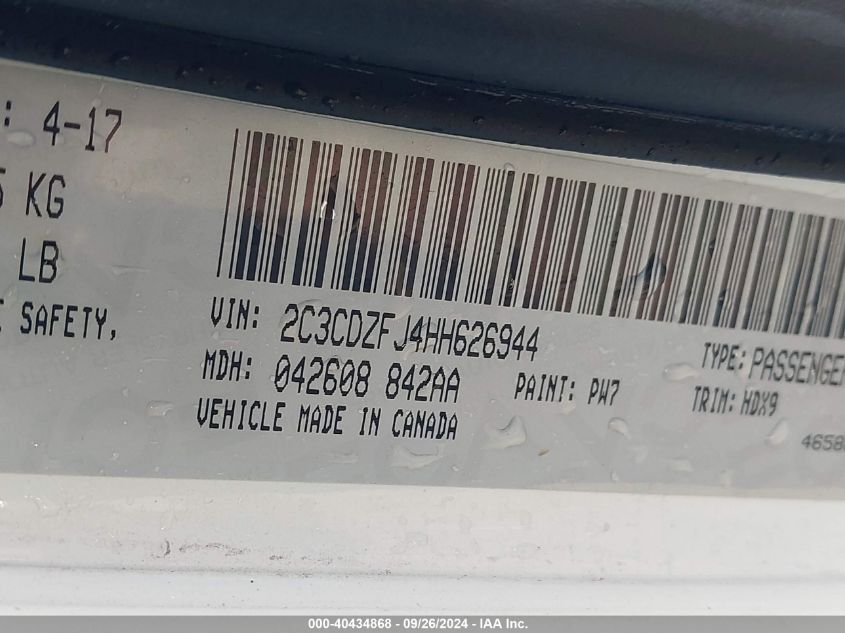 : 4-17
KG
LB
SAFETY,
VIN: 2C3CDZFJ4HH626944
MDH: 042608 842AA
PAINT: PW7
VEHICLE MADE IN CANADA
TYPE: PASSENGER
TRIM: HDX9
4658
000-40434868 - 09/26/2024 - IAA Inc.